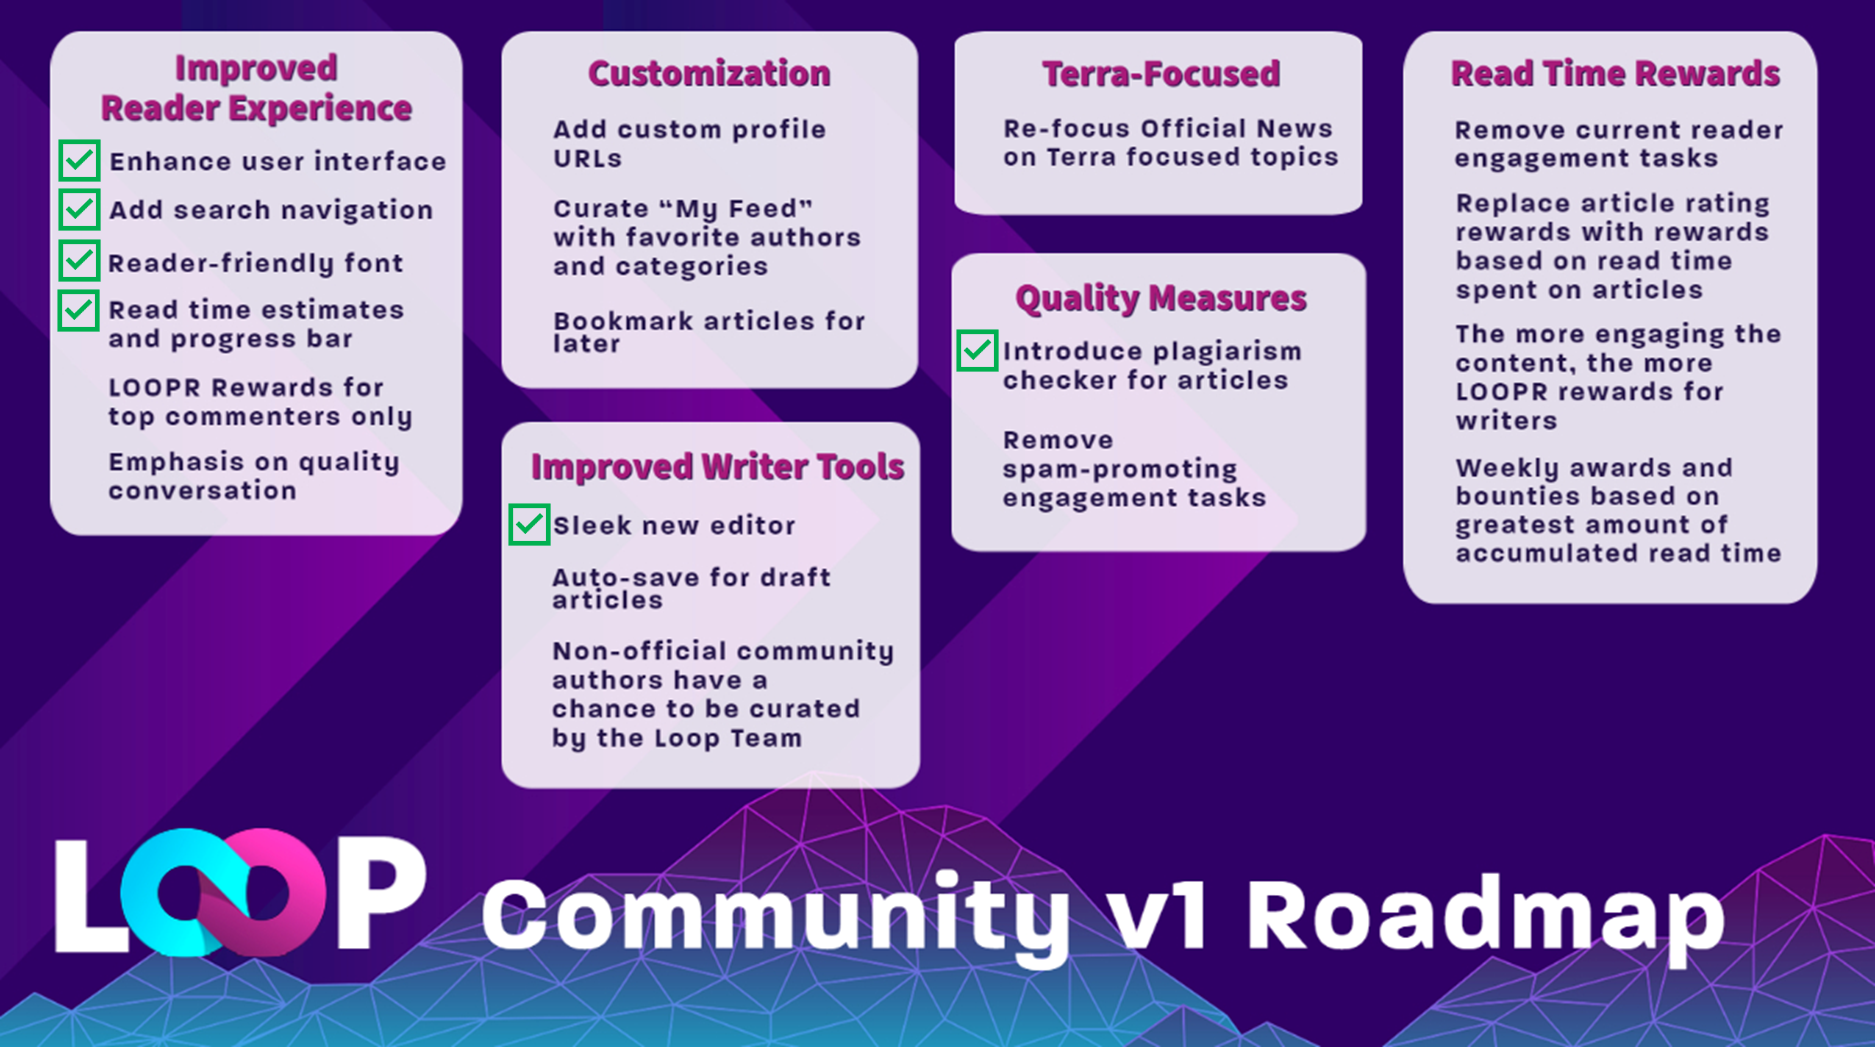 Improved
Reader Experience
Enhance user interface
Add search navigation
Reader-friendly font
Read time estimates
and progress bar
LOOPR Rewards for
top commenters only
Emphasis on quality
conversation
Customization
Add custom profile
URLs
Curate “My Feed”
with favorite authors
and categories
Bookmark articles for
later
Improved Writer Tools
Sleek new editor
Auto-save for draft
articles
Non-official community
authors have a
chance to be curated
by the Loop Team
Terra-Focused
Re-focus Official News
on Terra focused topics
Quality Measures
Introduce plagiarism
checker for articles
Remove
spam-promoting
engagement tasks
Read Time Rewards
Remove current reader
engagement tasks
Replace article rating
rewards with rewards
based on read time
spent on articles
The more engaging the
content, the more
LOOPR rewards for
writers
Weekly awards and
bounties based on
greatest amount of
accumulated read time
LOOP Community v1 Roadmap